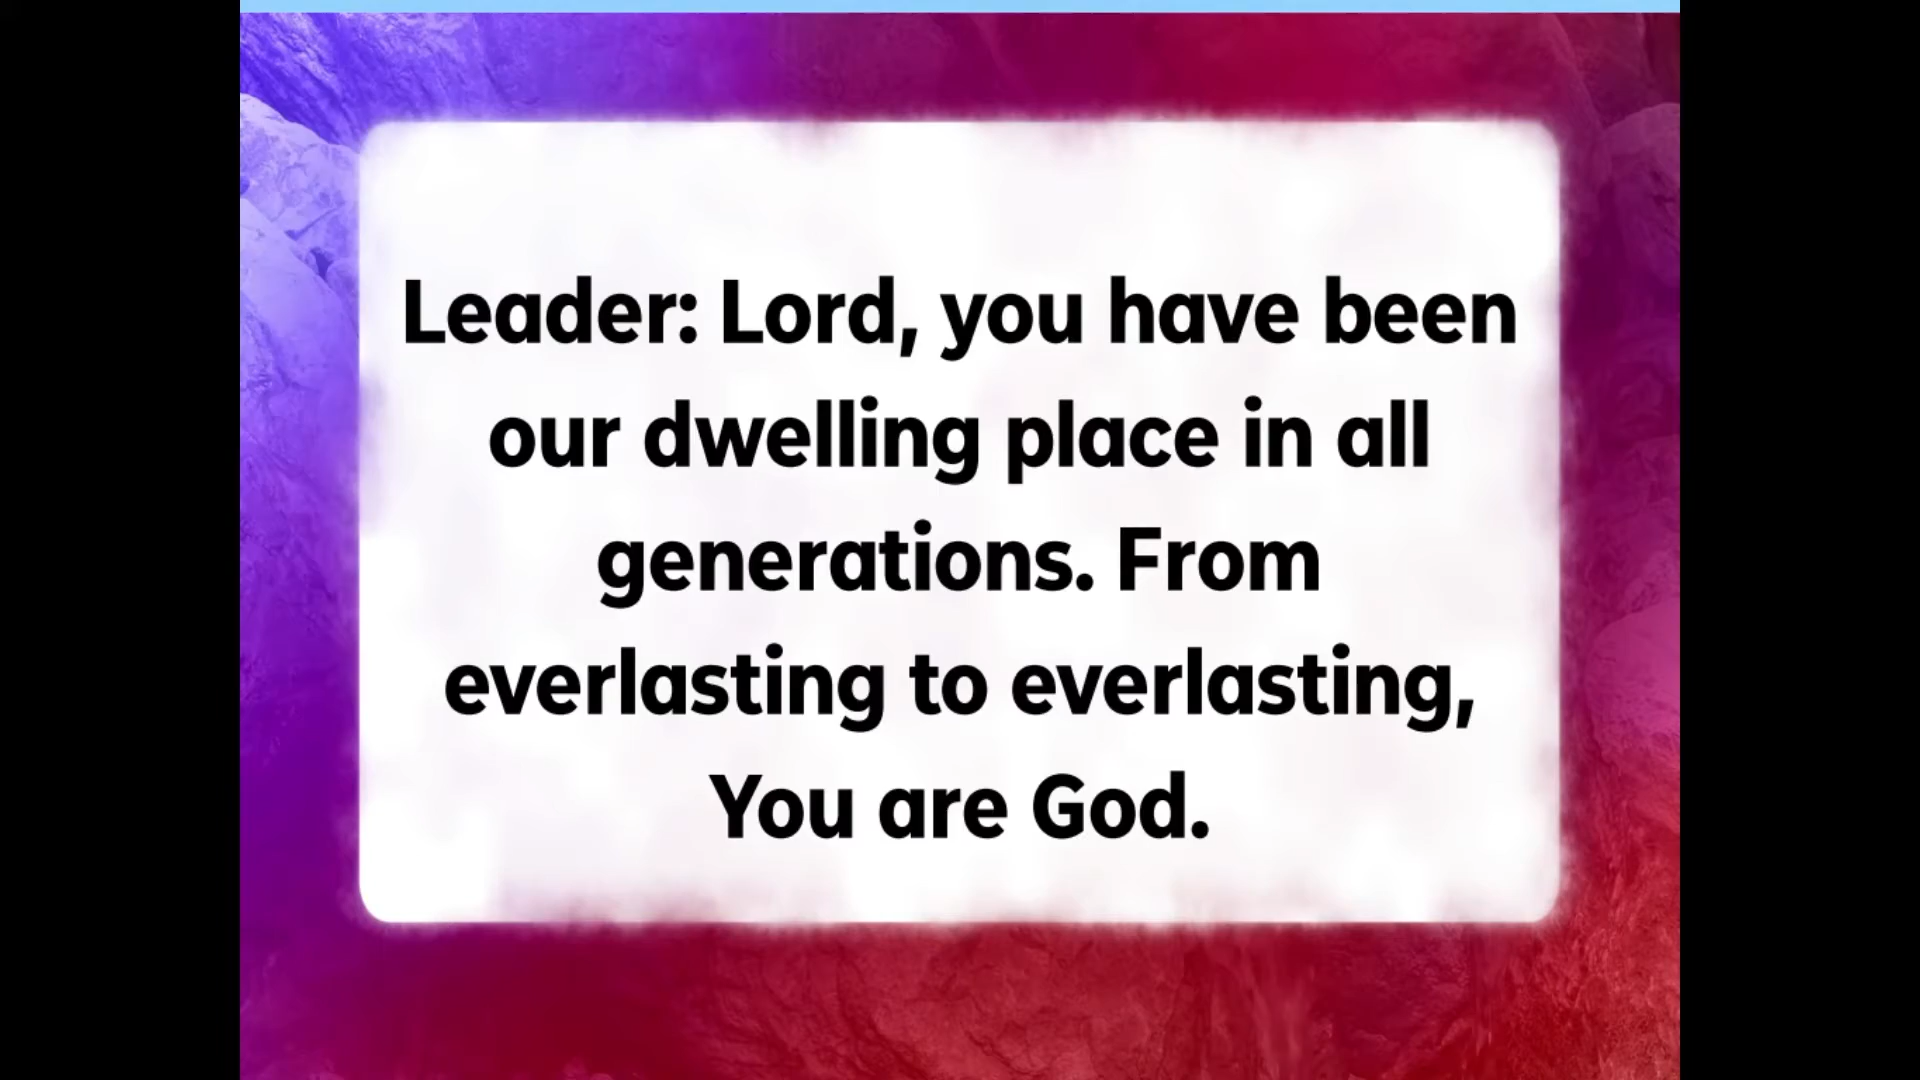 Leader: Lord, you have been
our dwelling place in all
generations. From
everlasting to everlasting,
You are God.